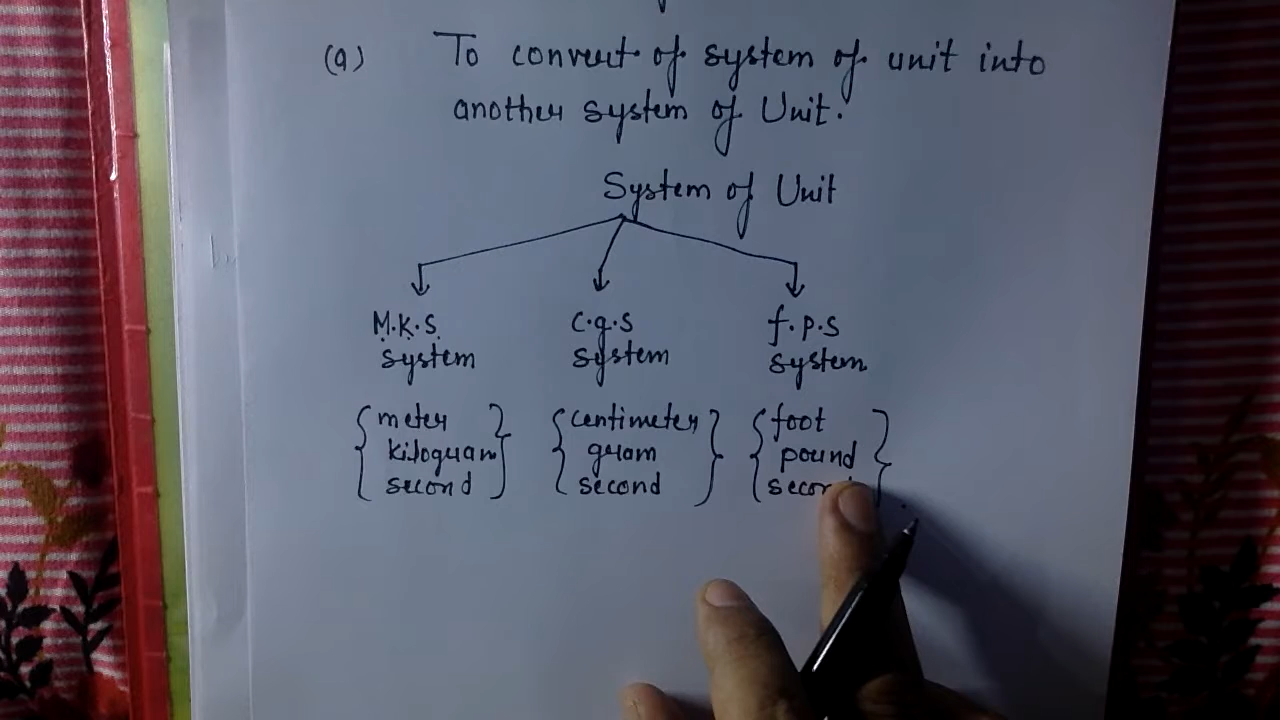 (a) To convert of system of unit into
another system of Unit.
System of Unit
M.K.S. C.g.s f.p.s
system system system
meter centimeter foot
kilogram gram pound
second second second